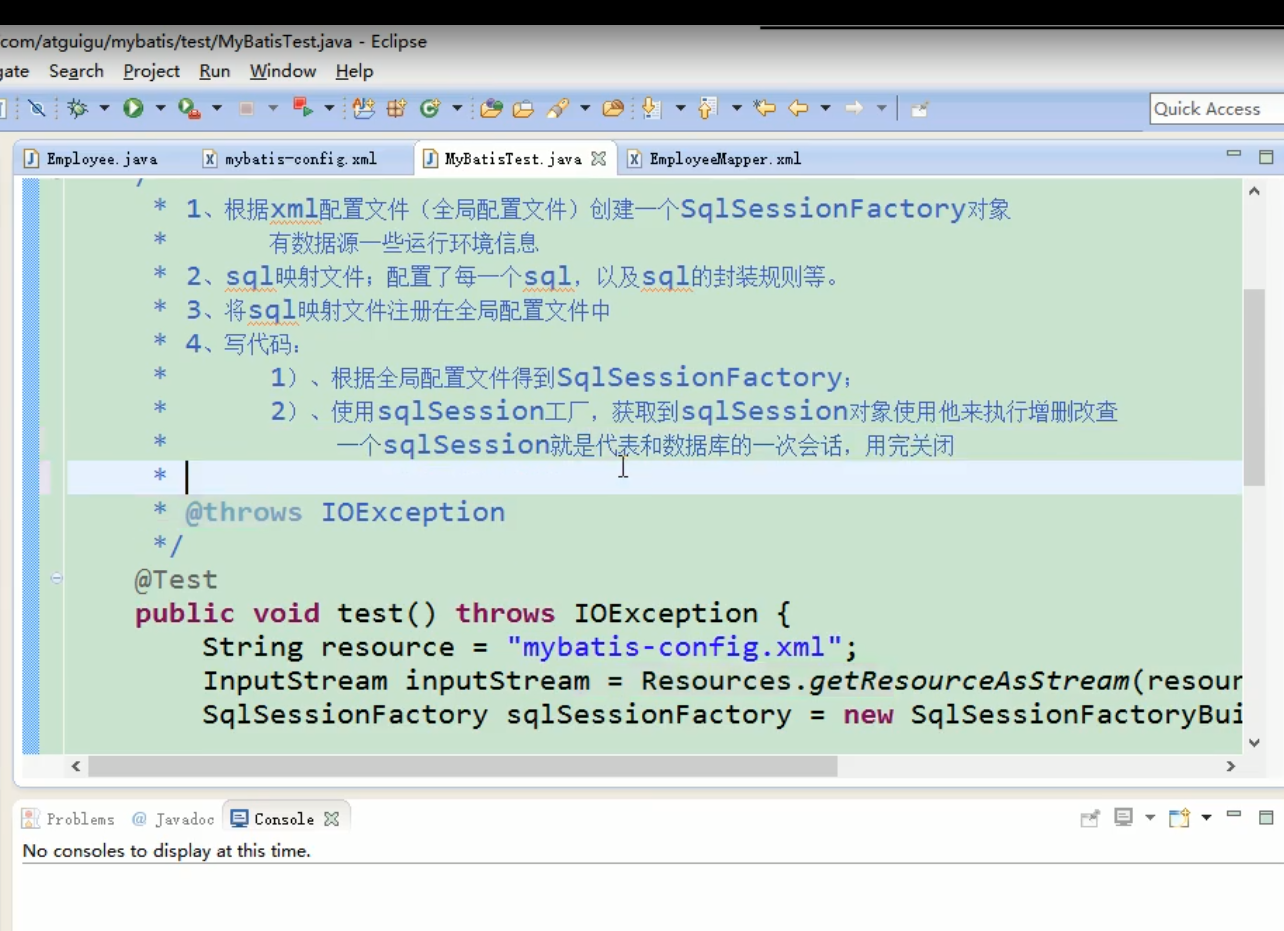 com/atguigu/mybatis/test/MyBatisTest.java - Eclipse
gate Search Project Run Window Help
Quick Access
Employee.java mybatis-config.xml MyBatisTest.java EmployeeMapper.xml
* 1、根据xml配置文件（全局配置文件）创建一个SqlSessionFactory对象
* 有数据源一些运行环境信息
* 2、sql映射文件；配置了每一个sql，以及sql的封装规则等。
* 3、将sql映射文件注册在全局配置文件中
* 4、写代码：
* 1）、根据全局配置文件得到SqlSessionFactory；
* 2）、使用sqlSession工厂，获取到sqlSession对象使用他来执行增删改查
* 一个sqlSession就是代表和数据库的一次会话，用完关闭
*
* @throws IOException
*/
@Test
public void test() throws IOException {
String resource = "mybatis-config.xml";
InputStream inputStream = Resources.getResourceAsStream(resour
SqlSessionFactory sqlSessionFactory = new SqlSessionFactoryBui
Problems @ Javadoc Console
No consoles to display at this time.